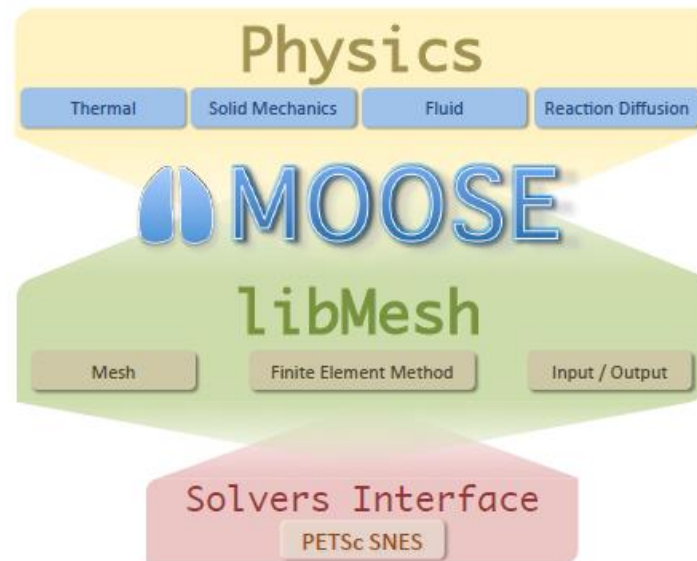 Physics
Thermal Solid Mechanics Fluid Reaction Diffusion
MOOSE
libMesh
Mesh Finite Element Method Input / Output
Solvers Interface
PETSc SNES